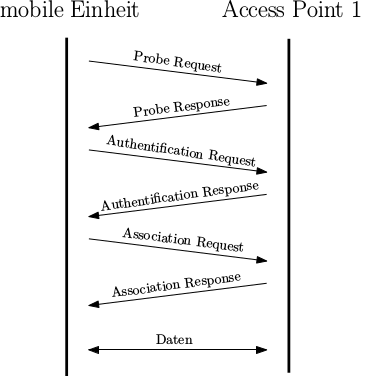 mobile Einheit
Access Point 1
Probe Request
Probe Response
Authentification Request
Authentification Response
Association Request
Association Response
Daten